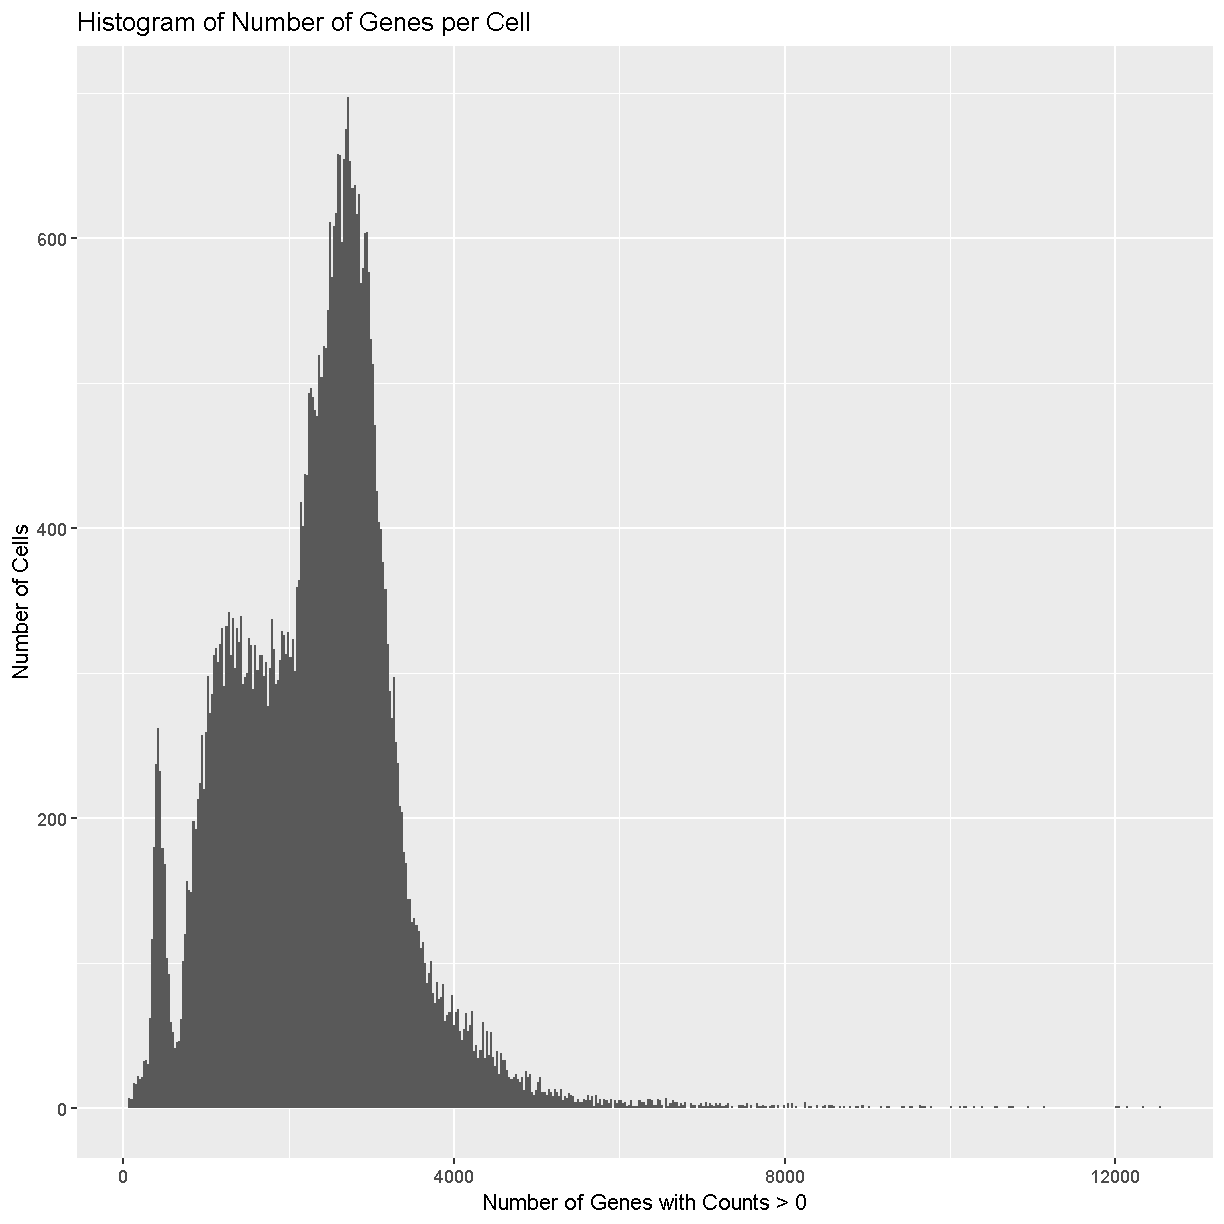 Histogram of Number of Genes per Cell
Number of Cells
600
400
200
0
0 4000 8000 12000
Number of Genes with Counts > 0